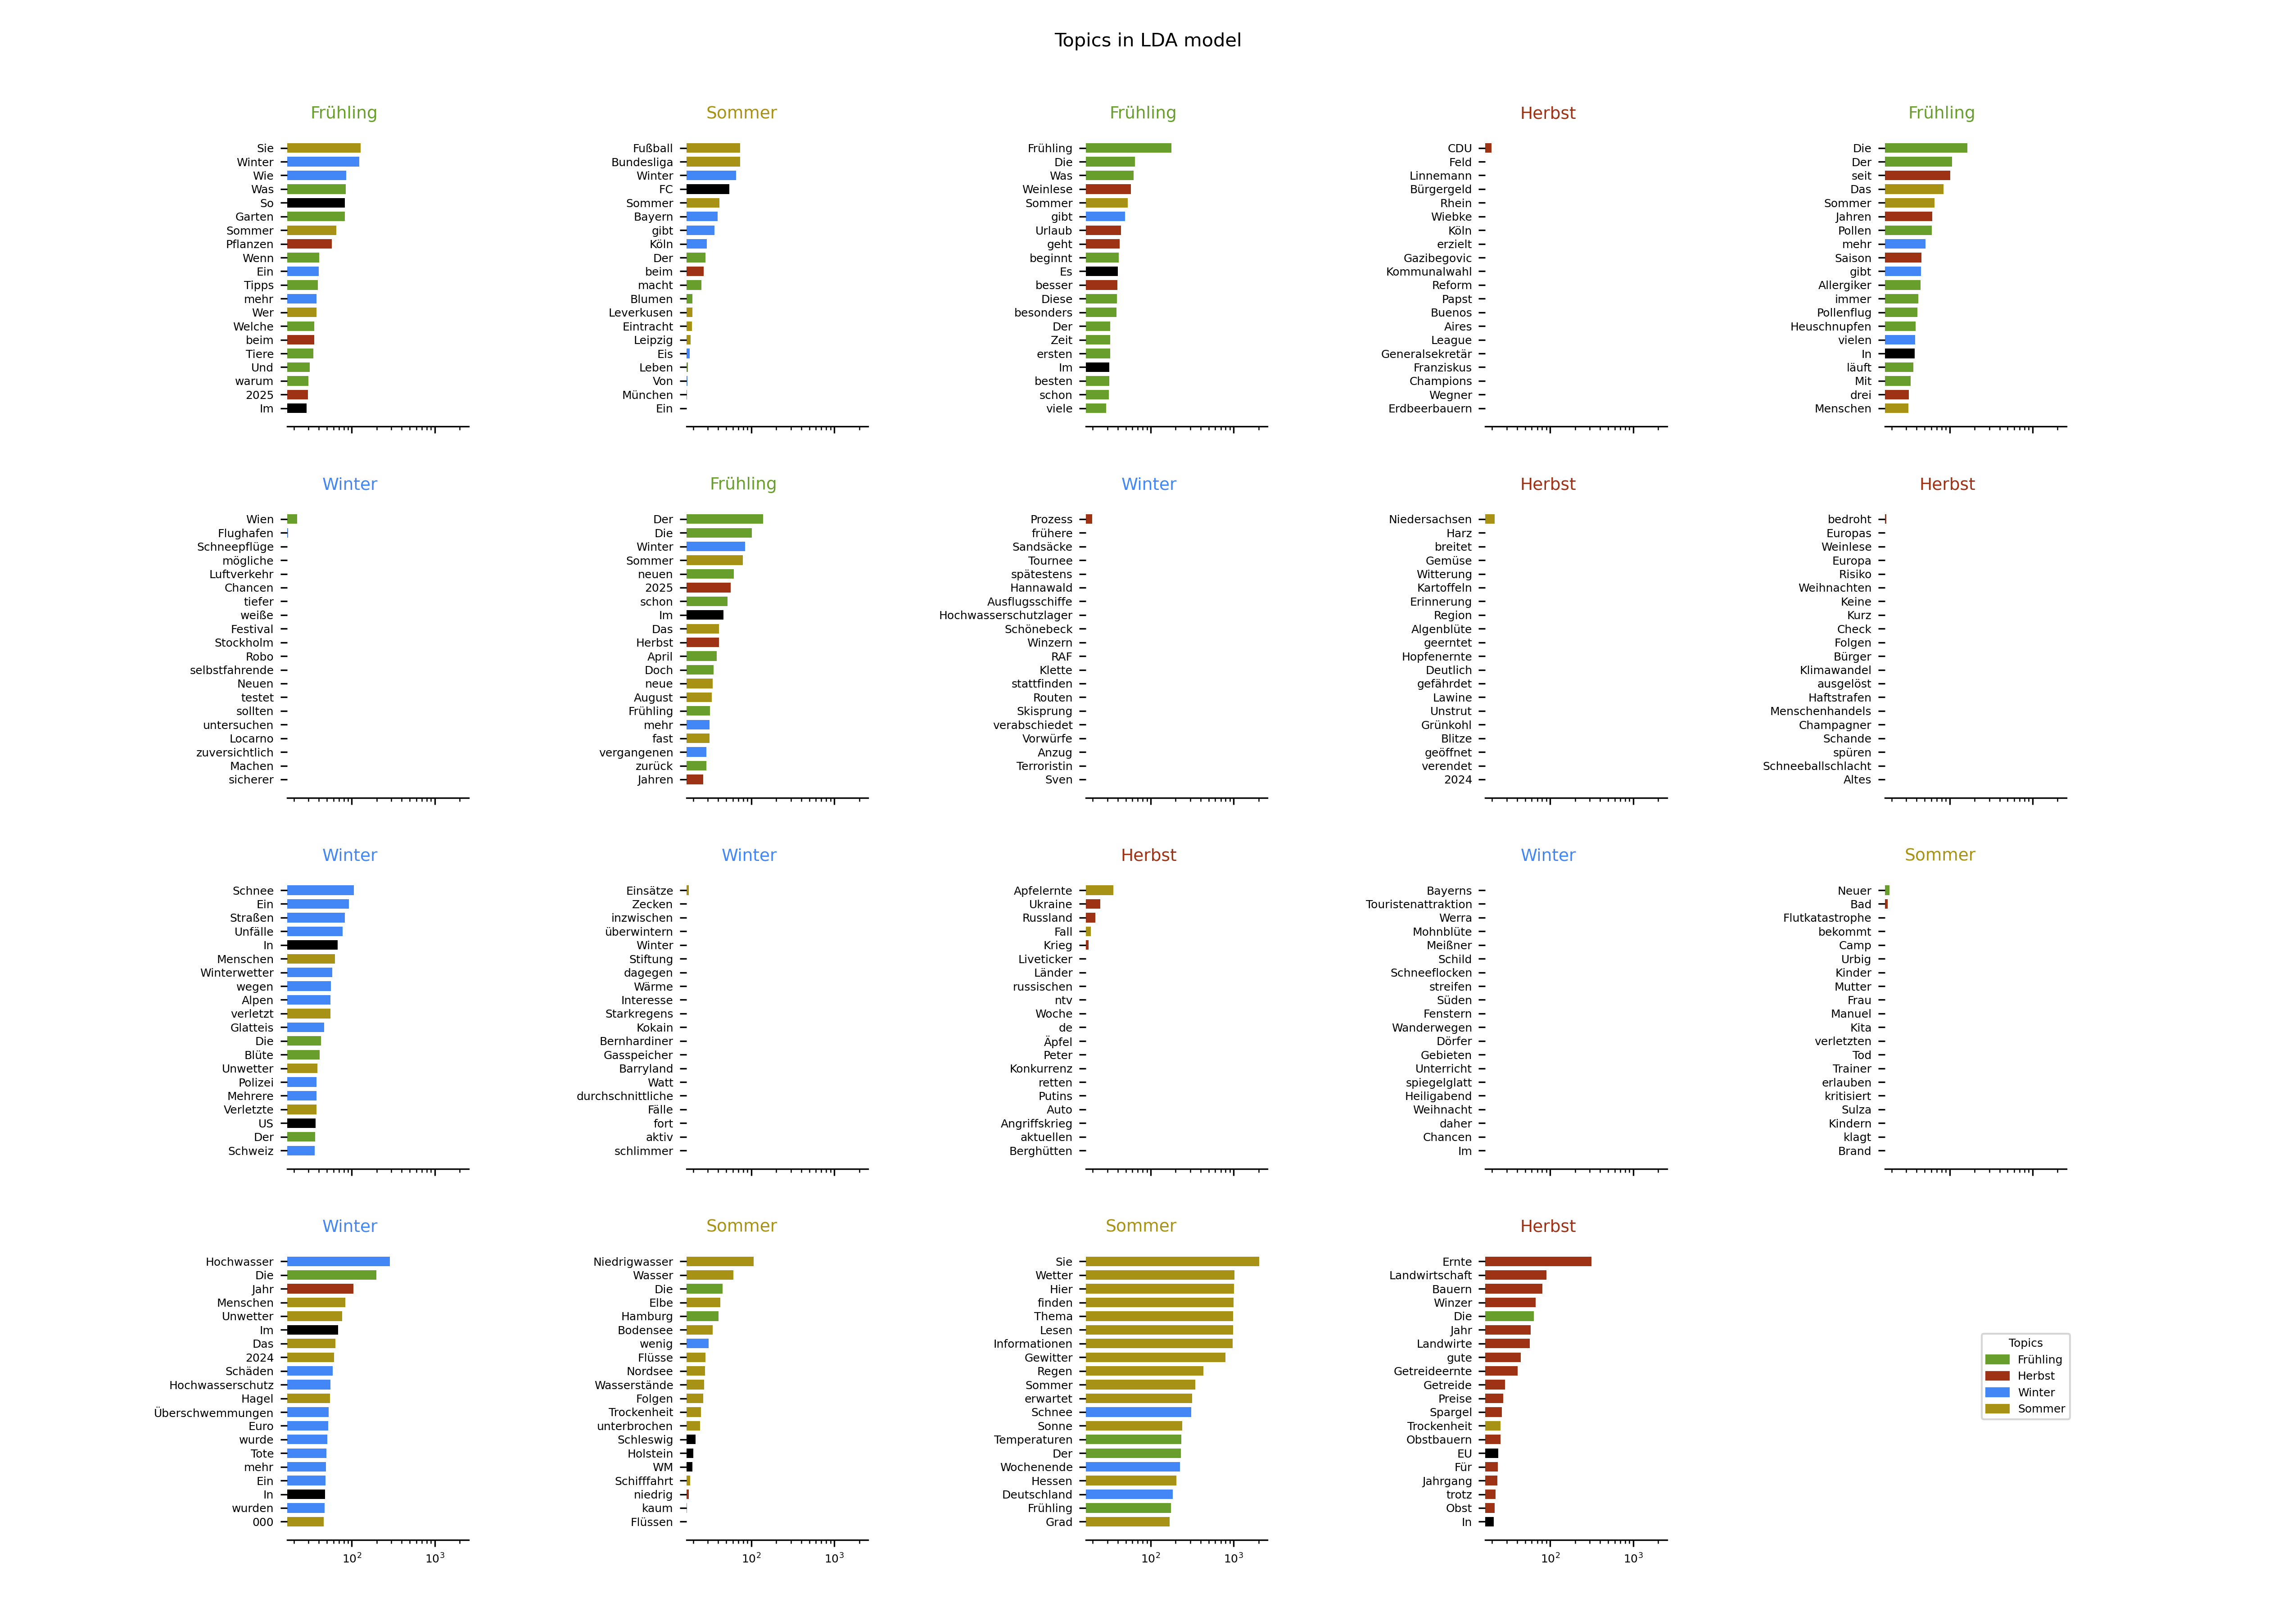 Topics in LDA model
Frühling
Sie
Winter
Wie
Was
So
Garten
Sommer
Pflanzen
Wenn
Ein
Tipps
mehr
Wer
Welche
beim
Tiere
Und
warum
2025
Im
Sommer
Fußball
Bundesliga
Winter
FC
Sommer
Bayern
gibt
Köln
Der
beim
macht
Blumen
Leverkusen
Eintracht
Leipzig
Eis
Leben
Von
München
Ein
Frühling
Frühling
Die
Was
Weinlese
Sommer
gibt
Urlaub
geht
beginnt
Es
besser
Diese
besonders
Der
Zeit
ersten
Im
besten
schon
viele
Herbst
CDU
Feld
Linnemann
Bürgergeld
Rhein
Wiebke
Köln
erzielt
Gazibegovic
Kommunalwahl
Reform
Papst
Buenos
Aires
League
Generalsekretär
Franziskus
Champions
Wegner
Erdbeerbauern
Frühling
Die
Der
seit
Das
Sommer
Jahren
Pollen
mehr
Saison
gibt
Allergiker
immer
Pollenflug
Heuschnupfen
vielen
In
läuft
Mit
drei
Menschen
Winter
Wien
Flughafen
Schneepflüge
mögliche
Luftverkehr
Chancen
tiefer
weiße
Festival
Stockholm
Robo
selbstfahrende
Neuen
testet
sollten
untersuchen
Locarno
zuversichtlich
Machen
sicherer
Frühling
Der
Die
Winter
Sommer
neuen
2025
schon
Im
Das
Herbst
April
Doch
neue
August
Frühling
mehr
fast
vergangenen
zurück
Jahren
Winter
Prozess
frühere
Sandsäcke
Tournee
spätestens
Hannawald
Ausflugsschiffe
Hochwasserschutzlager
Schönebeck
Winzern
RAF
Klette
stattfinden
Routen
Skisprung
verabschiedet
Vorwürfe
Anzug
Terroristin
Sven
Herbst
Niedersachsen
Harz
breitet
Gemüse
Witterung
Kartoffeln
Erinnerung
Region
Algenblüte
geerntet
Hopfenernte
Deutlich
gefährdet
Lawine
Unstrut
Grünkohl
Blitze
geöffnet
verendet
2024
Herbst
bedroht
Europas
Weinlese
Europa
Risiko
Weihnachten
Keine
Kurz
Check
Folgen
Bürger
Klimawandel
ausgelöst
Haftstrafen
Menschenhandels
Champagner
Schande
spüren
Schneeballschlacht
Altes
Winter
Schnee
Ein
Straßen
Unfälle
In
Menschen
Winterwetter
wegen
Alpen
verletzt
Glatteis
Die
Blüte
Unwetter
Polizei
Mehrere
Verletzte
US
Der
Schweiz
Winter
Einsätze
Zecken
inzwischen
überwintern
Winter
Stiftung
dagegen
Wärme
Interesse
Starkregens
Kokain
Bernhardiner
Gasspeicher
Barryland
Watt
durchschnittliche
Fälle
fort
aktiv
schlimmer
Herbst
Apfelernte
Ukraine
Russland
Fall
Krieg
Liveticker
Länder
russischen
ntv
Woche
de
Äpfel
Peter
Konkurrenz
retten
Putins
Auto
Angriffskrieg
aktuellen
Berghütten
Winter
Bayerns
Touristenattraktion
Werra
Mohnblüte
Meißner
Schild
Schneeflocken
streifen
Süden
Fenstern
Wanderwegen
Dörfer
Gebieten
Unterricht
spiegelglatt
Heiligabend
Weihnacht
daher
Chancen
Im
Sommer
Neuer
Bad
Flutkatastrophe
bekommt
Camp
Urbig
Kinder
Mutter
Frau
Manuel
Kita
verletzten
Tod
Trainer
erlauben
kritisiert
Sulza
Kindern
klagt
Brand
Winter
Hochwasser
Die
Jahr
Menschen
Unwetter
Im
Das
2024
Schäden
Hochwasserschutz
Hagel
Überschwemmungen
Euro
wurde
Tote
mehr
Ein
In
wurden
000
10² 10³
Sommer
Niedrigwasser
Wasser
Die
Elbe
Hamburg
Bodensee
wenig
Flüsse
Nordsee
Wasserstände
Folgen
Trockenheit
unterbrochen
Schleswig
Holstein
WM
Schifffahrt
niedrig
kaum
Flüssen
10² 10³
Sommer
Sie
Wetter
Hier
finden
Thema
Lesen
Informationen
Gewitter
Regen
Sommer
erwartet
Schnee
Sonne
Temperaturen
Der
Wochenende
Hessen
Deutschland
Frühling
Grad
10² 10³
Herbst
Ernte
Landwirtschaft
Bauern
Winzer
Die
Jahr
Landwirte
gute
Getreideernte
Getreide
Preise
Spargel
Trockenheit
Obstbauern
EU
Für
Jahrgang
trotz
Obst
In
10² 10³
Topics
Frühling
Herbst
Winter
Sommer